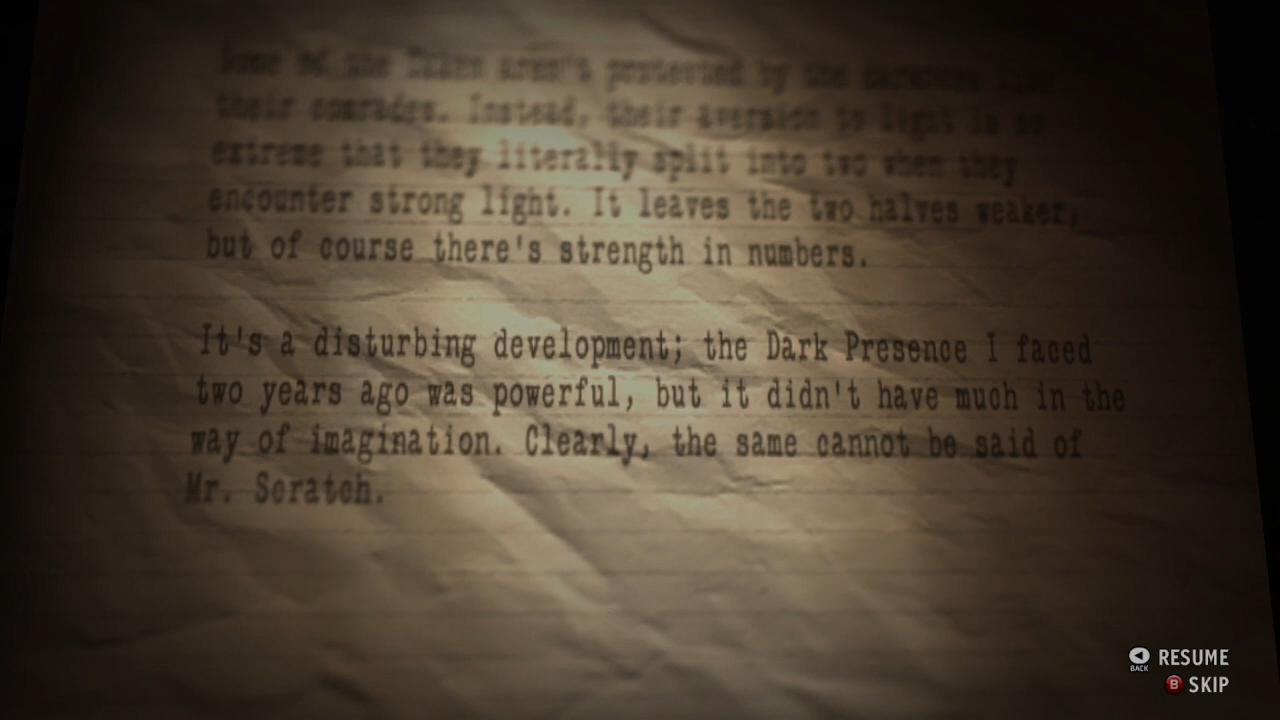 Some of the Taken aren't protected by the darkness like
their comrades. Instead, their aversion to light is so
extreme that they literally split into two when they
encounter strong light. It leaves the two halves weaker,
but of course there's strength in numbers.
It's a disturbing development; the Dark Presence I faced
two years ago was powerful, but it didn't have much in the
way of imagination. Clearly, the same cannot be said of
Mr. Scratch.
BACK RESUME
B SKIP